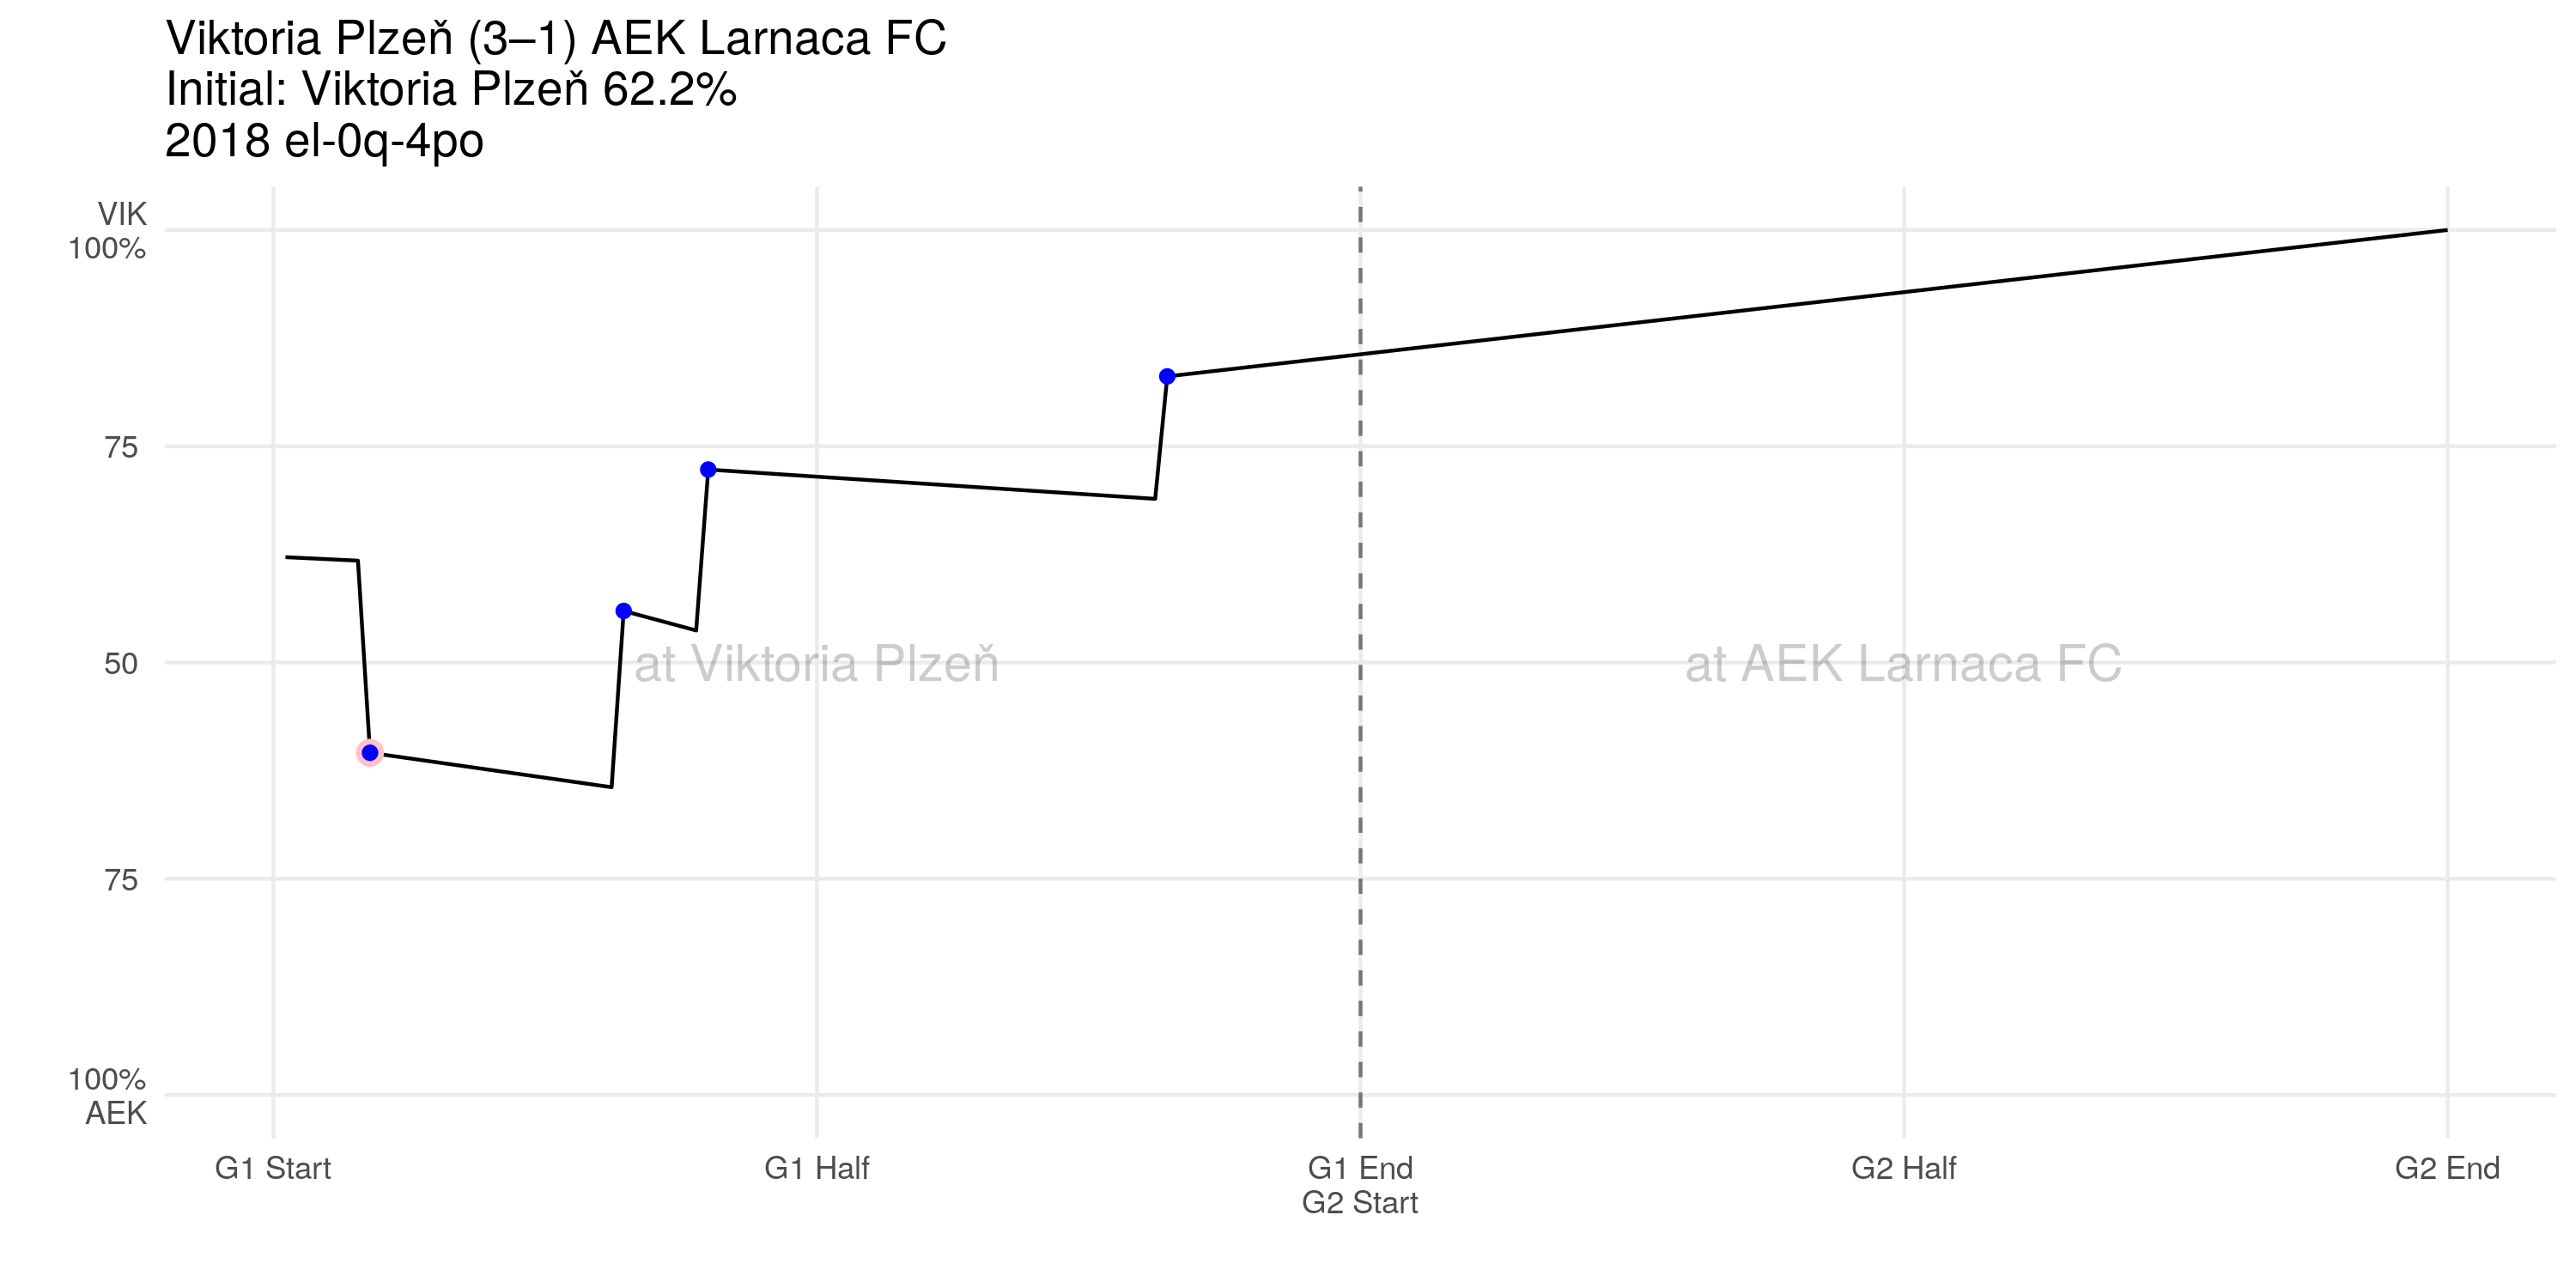 Viktoria Plzeň (3–1) AEK Larnaca FC
Initial: Viktoria Plzeň 62.2%
2018 el-0q-4po
VIK
100%
75
50
75
100%
AEK
at Viktoria Plzeň
at AEK Larnaca FC
G1 Start
G1 Half
G1 End
G2 Start
G2 Half
G2 End